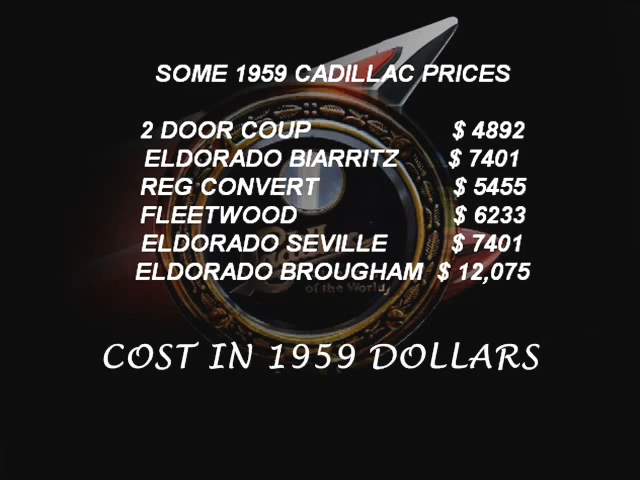 SOME 1959 CADILLAC PRICES
2 DOOR COUP $ 4892
ELDORADO BIARRITZ $ 7401
REG CONVERT $ 5455
FLEETWOOD $ 6233
ELDORADO SEVILLE $ 7401
ELDORADO BROUGHAM $ 12,075
of the World
COST IN 1959 DOLLARS